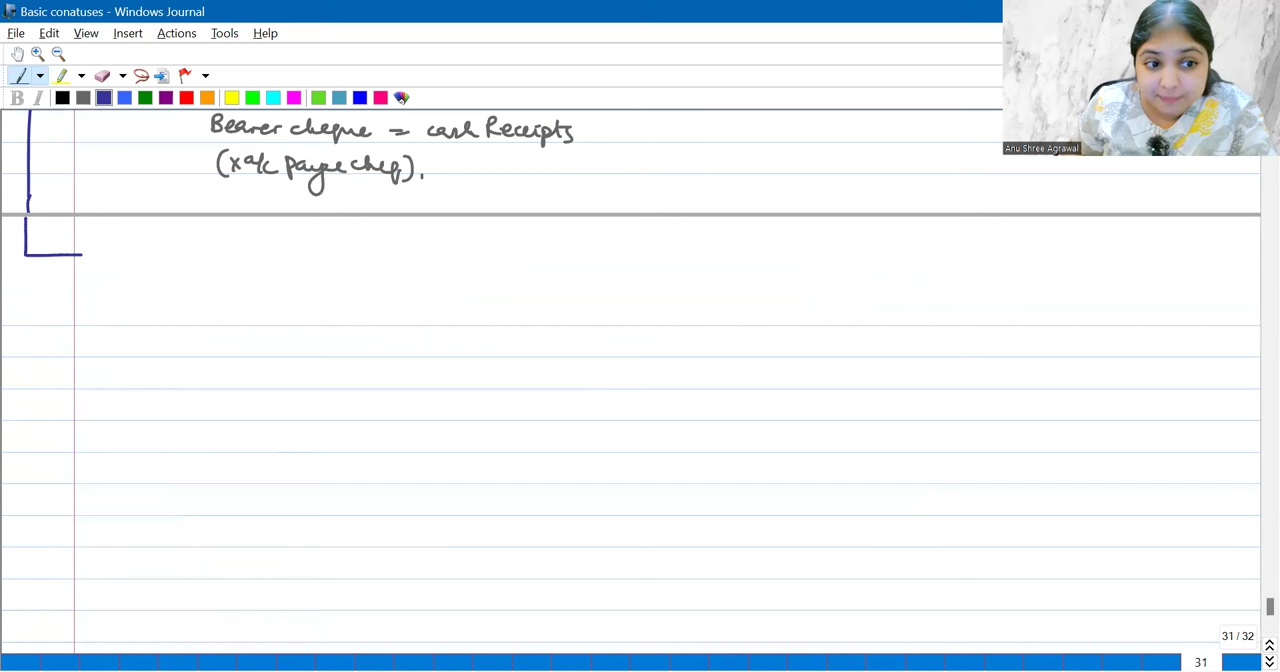 Basic conatuses - Windows Journal
File Edit View Insert Actions Tools Help
B I
Bearer cheque = cash Receipts
(x a/c payee cheq).
Anu Shree Agrawal
31 / 32
31